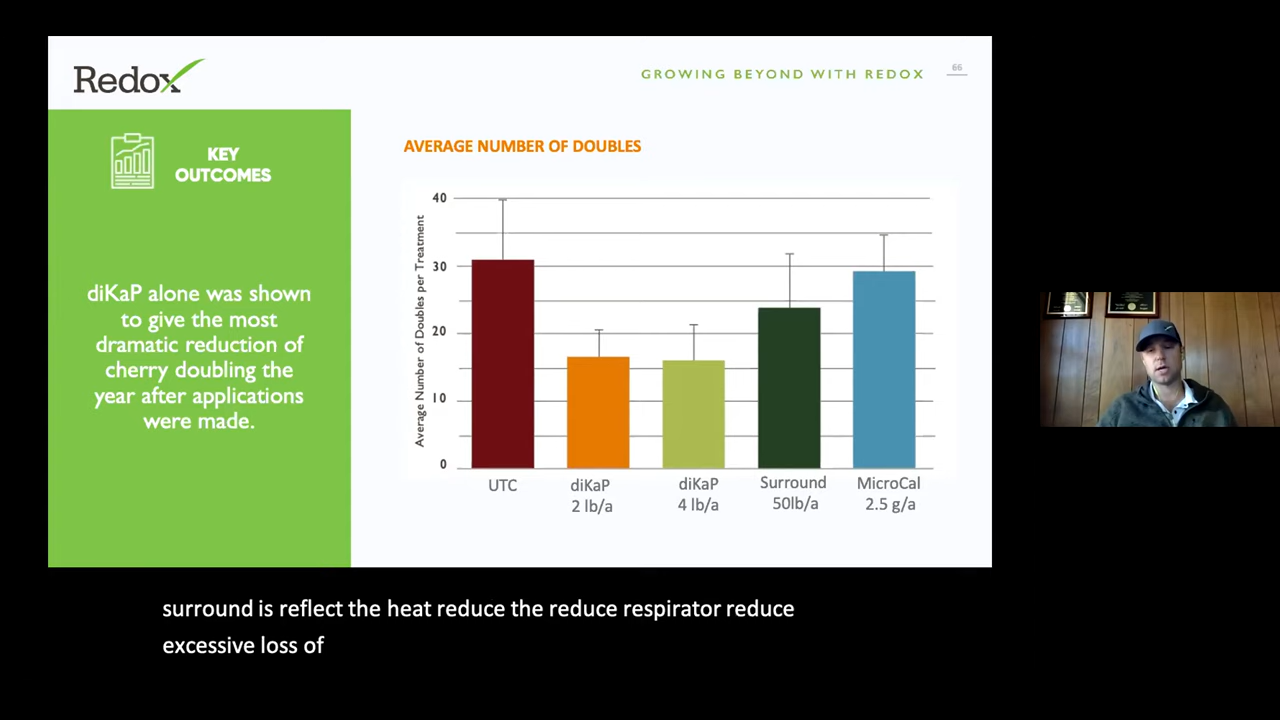 Redox
GROWING BEYOND WITH REDOX
66
KEY
OUTCOMES
diKaP alone was shown
to give the most
dramatic reduction of
cherry doubling the
year after applications
were made.
AVERAGE NUMBER OF DOUBLES
Average Number of Doubles per Treatment
40
30
20
10
0
UTC
diKaP
2 lb/a
diKaP
4 lb/a
Surround
50lb/a
MicroCal
2.5 g/a
surround is reflect the heat reduce the reduce respirator reduce
excessive loss of